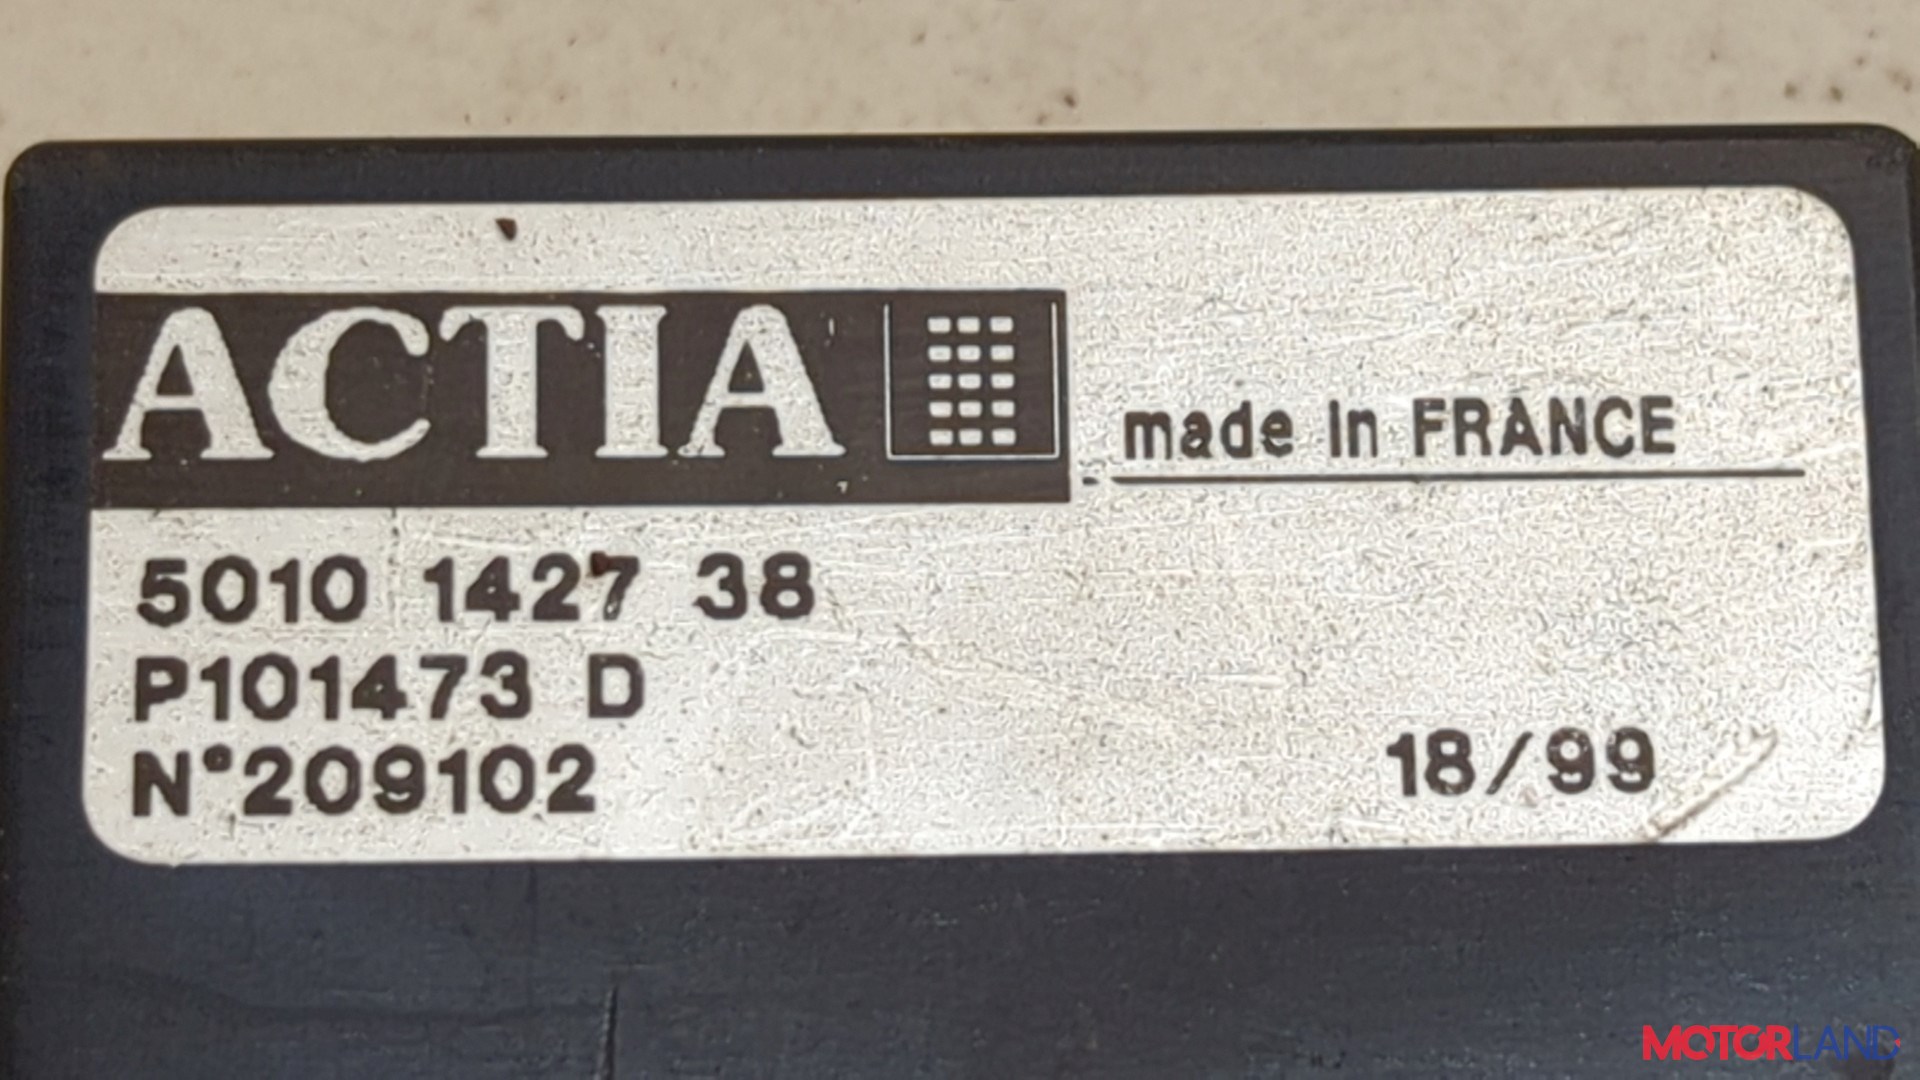 ACTIA
made in FRANCE
5010 1427 38
P101473 D
N°209102
18/99
MOTORLAND